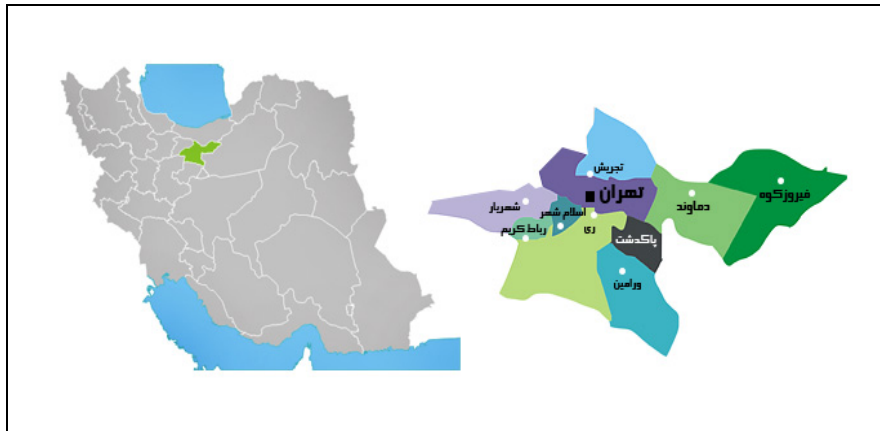 تجریش
تهران
فیروزکوه
دماوند
شهریار
اسلام شهر
ری
رباط کریم
پاکدشت
ورامین